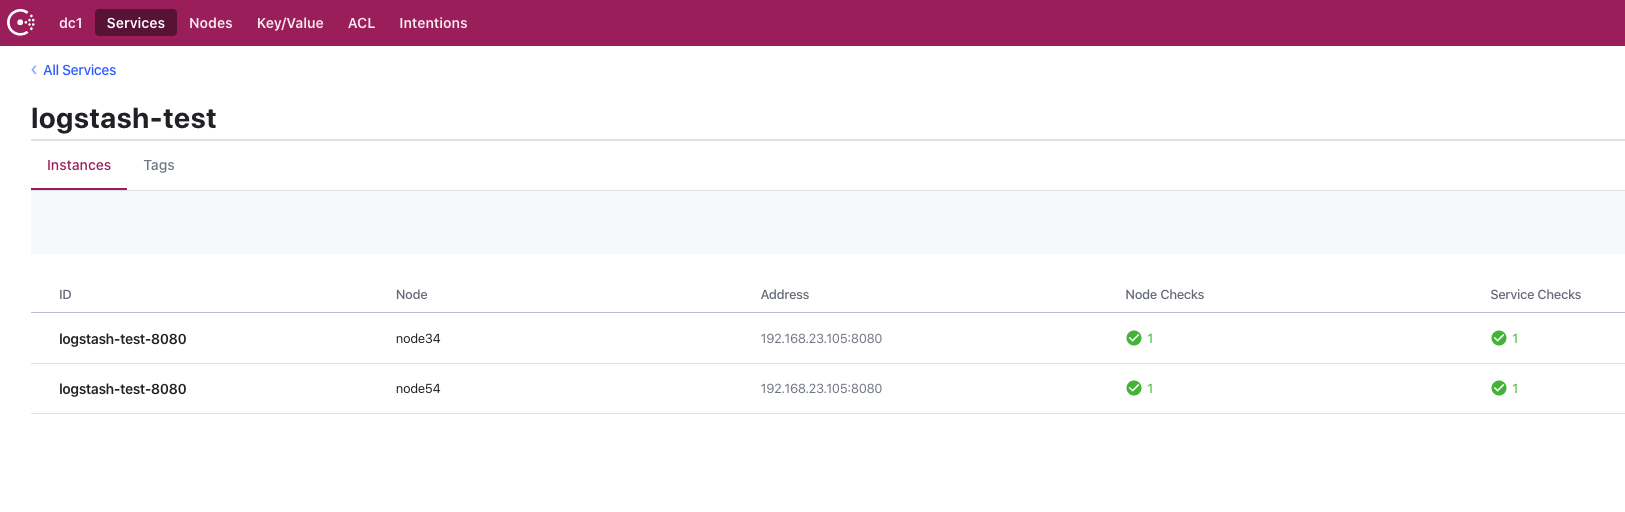 dc1 Services Nodes Key/Value ACL Intentions
All Services
logstash-test
Instances Tags
ID Node Address Node Checks Service Checks
logstash-test-8080 node34 192.168.23.105:8080 1 1
logstash-test-8080 node54 192.168.23.105:8080 1 1